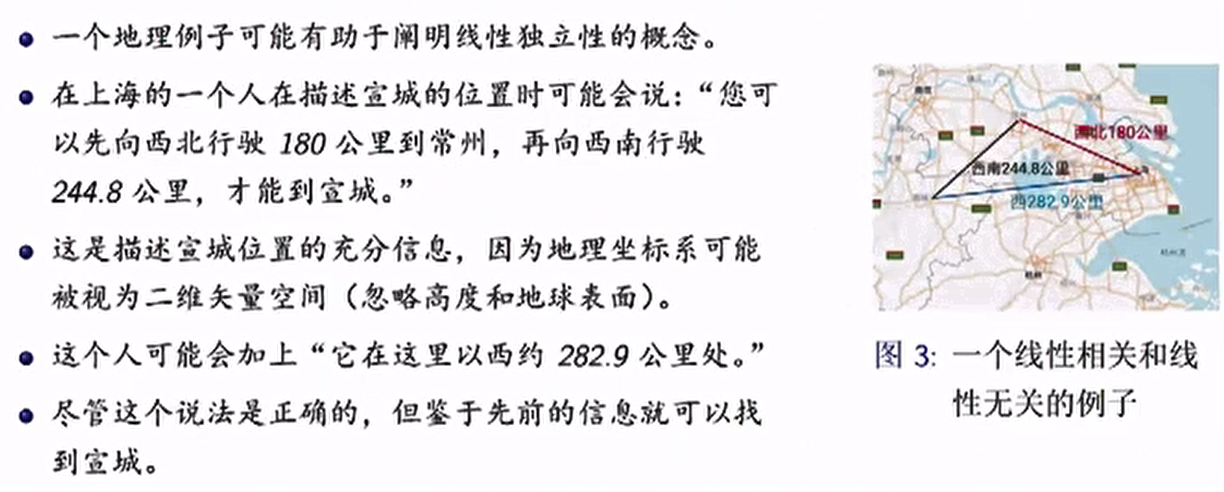 一个地理例子可能有助于阐明线性独立性的概念。
在上海的一个人在描述宣城的位置时可能会说：“您可
以先向西北行驶 180 公里到常州，再向西南行驶
244.8 公里，才能到宣城。”
这是描述宣城位置的充分信息，因为地理坐标系可能
被视为二维矢量空间（忽略高度和地球表面）。
这个人可能会加上“它在这里以西约 282.9 公里处。”
尽管这个说法是正确的，但鉴于先前的信息就可以找
到宣城。
西北180公里
西南244.8公里
西282.9公里
杭州
图 3: 一个线性相关和线
性无关的例子